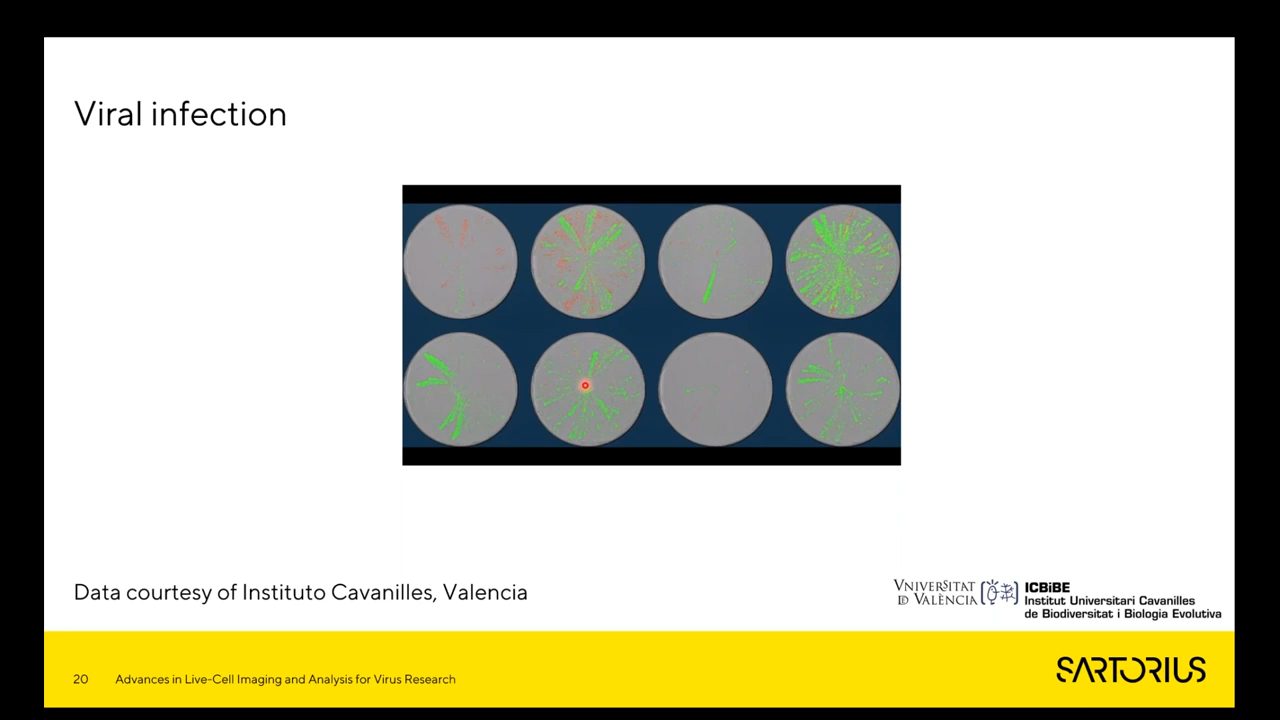 Viral infection
Data courtesy of Instituto Cavanilles, Valencia
VNIVERSITAT
D VALÈNCIA
ICBiBE
Institut Universitari Cavanilles
de Biodiversitat i Biologia Evolutiva
20 Advances in Live-Cell Imaging and Analysis for Virus Research
SARTORIUS